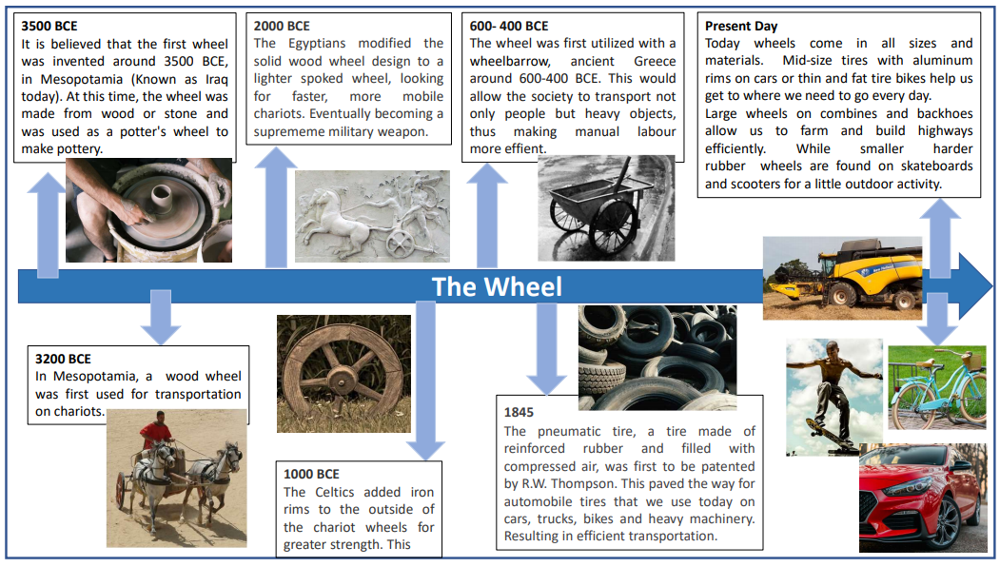 3500 BCE
It is believed that the first wheel
was invented around 3500 BCE,
in Mesopotamia (Known as Iraq
today). At this time, the wheel was
made from wood or stone and
was used as a potter's wheel to
make pottery.
2000 BCE
The Egyptians modified the
solid wood wheel design to a
lighter spoked wheel, looking
for faster, more mobile
chariots. Eventually becoming a
suprememe military weapon.
600- 400 BCE
The wheel was first utilized with a
wheelbarrow, ancient Greece
around 600-400 BCE. This would
allow the society to transport not
only people but heavy objects,
thus making manual labour
more effient.
Present Day
Today wheels come in all sizes and
materials. Mid-size tires with aluminum
rims on cars or thin and fat tire bikes help us
get to where we need to go every day.
Large wheels on combines and backhoes
allow us to farm and build highways
efficiently. While smaller harder
rubber wheels are found on skateboards
and scooters for a little outdoor activity.
The Wheel
3200 BCE
In Mesopotamia, a wood wheel
was first used for transportation
on chariots.
1000 BCE
The Celtics added iron
rims to the outside of
the chariot wheels for
greater strength. This
1845
The pneumatic tire, a tire made of
reinforced rubber and filled with
compressed air, was first to be patented
by R.W. Thompson. This paved the way for
automobile tires that we use today on
cars, trucks, bikes and heavy machinery.
Resulting in efficient transportation.